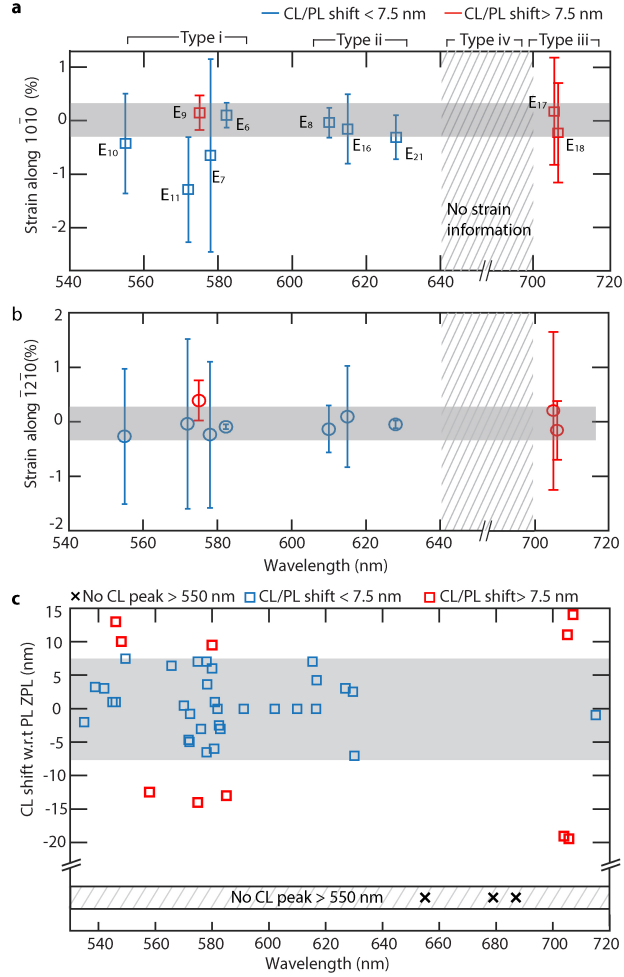 a
CL/PL shift < 7.5 nm CL/PL shift> 7.5 nm
Type i Type ii Type iv Type iii
Strain along 101̄0 (%)
1
0
-1
-2
E9
E6
E10
E11
E7
E8
E16
E21
E17
E18
No strain
information
540 560 580 600 620 640 700 720
b
Strain along 1̄21̄0 (%)
2
1
0
-1
-2
540 560 580 600 620 640 700 720
Wavelength (nm)
c
×No CL peak > 550 nm CL/PL shift < 7.5 nm CL/PL shift> 7.5 nm
CL shift w.r.t PL ZPL (nm)
15
10
5
0
-5
-10
-15
-20
No CL peak > 550 nm
540 560 580 600 620 640 660 680 700 720
Wavelength (nm)